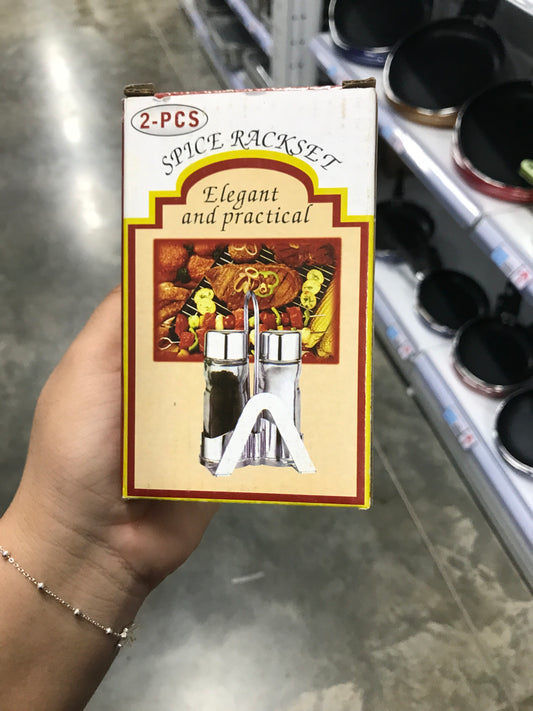 2-PCS
SPICE RACKSET
Elegant
and practical